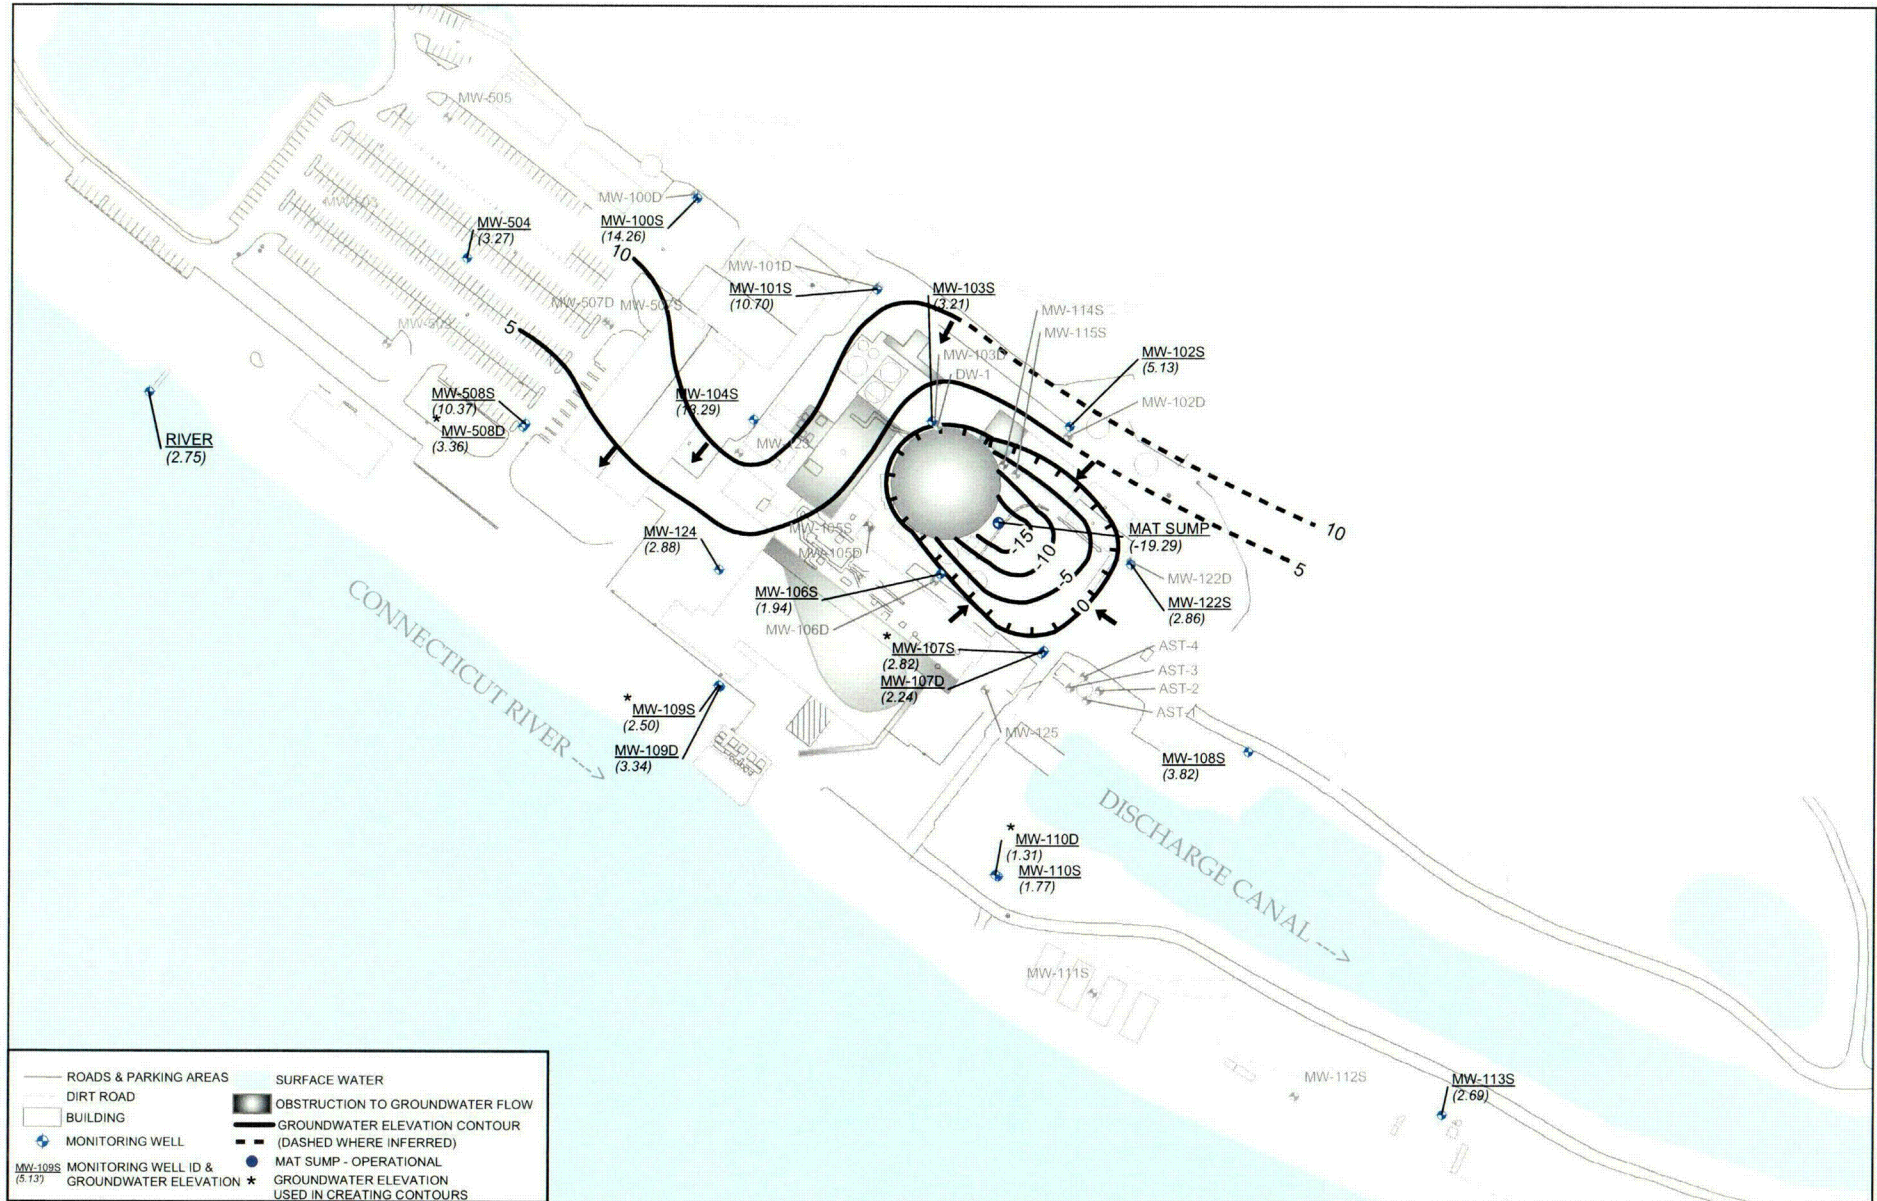 MW-505
MW-100D
MW-100S
(14.26)
MW-504
(3.27)
10
MW-101D
MW-101S
(10.70)
MW-103S
(3.21)
MW-507D
MW-114S
MW-115S
5
MW-103D
DW-1
MW-102S
(5.13)
MW-102D
MW-508S
(10.37)
*
MW-508D
(3.36)
MW-104S
(13.29)
MW-123
RIVER
(2.75)
MW-124
(2.88)
MW-105S
MW-105D
MAT SUMP
(-19.29)
10
5
-15
-10
-5
0
MW-122D
MW-122S
(2.86)
MW-106S
(1.94)
MW-106D
*
MW-107S
(2.82)
MW-107D
(2.24)
AST-4
AST-3
AST-2
AST-1
CONNECTICUT RIVER --->
*
MW-109S
(2.50)
MW-109D
(3.34)
MW-125
MW-108S
(3.82)
DISCHARGE CANAL --->
*
MW-110D
(1.31)
MW-110S
(1.77)
MW-111S
MW-112S
MW-113S
(2.69)
ROADS & PARKING AREAS
DIRT ROAD
BUILDING
MONITORING WELL
MW-109S
(5.13')
MONITORING WELL ID &
GROUNDWATER ELEVATION
SURFACE WATER
OBSTRUCTION TO GROUNDWATER FLOW
GROUNDWATER ELEVATION CONTOUR
(DASHED WHERE INFERRED)
MAT SUMP - OPERATIONAL
* GROUNDWATER ELEVATION
USED IN CREATING CONTOURS